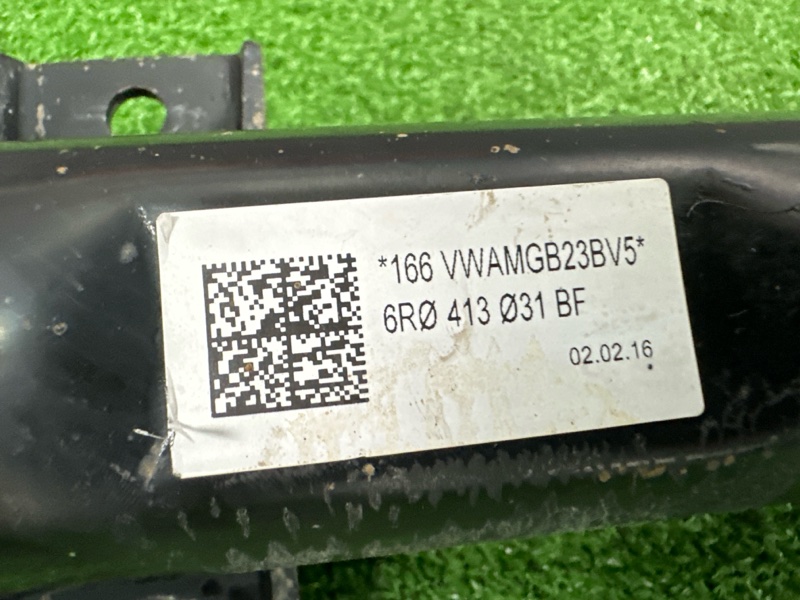 *166 VWAMGB23BV5*
6RØ 413 Ø31 BF
02.02.16